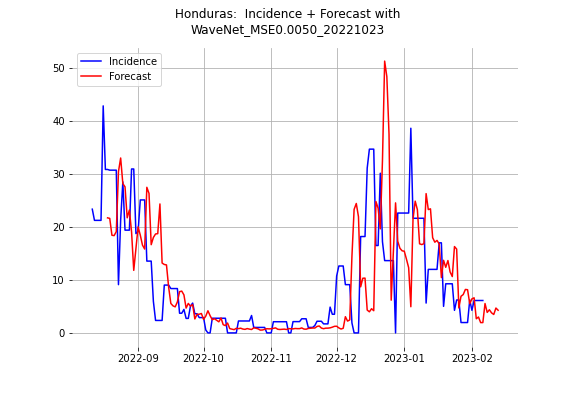 Honduras:  Incidence + Forecast with
WaveNet_MSE0.0050_20221023
Incidence
Forecast
50
40
30
20
10
0
2022-09 2022-10 2022-11 2022-12 2023-01 2023-02